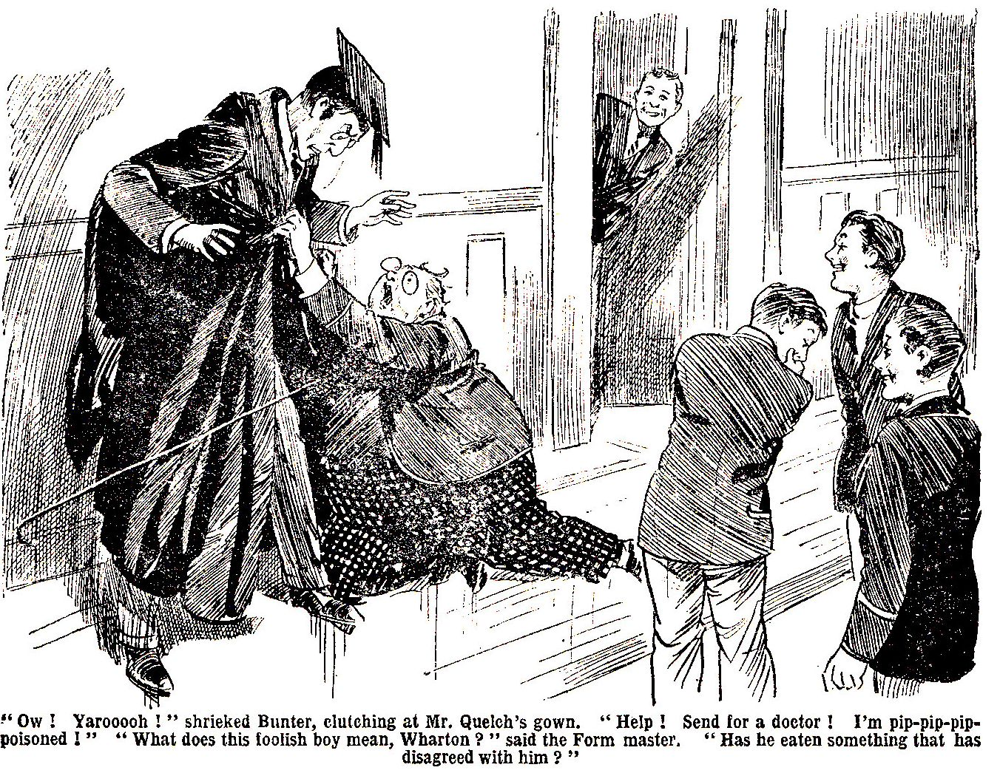 “ Ow ! Yarooooh ! ” shrieked Bunter, clutching at Mr. Quelch’s gown. “ Help ! Send for a doctor ! I’m pip-pip-pip-
poisoned ! ” “ What does this foolish boy mean, Wharton ? ” said the Form master. “ Has he eaten something that has
disagreed with him ? ”